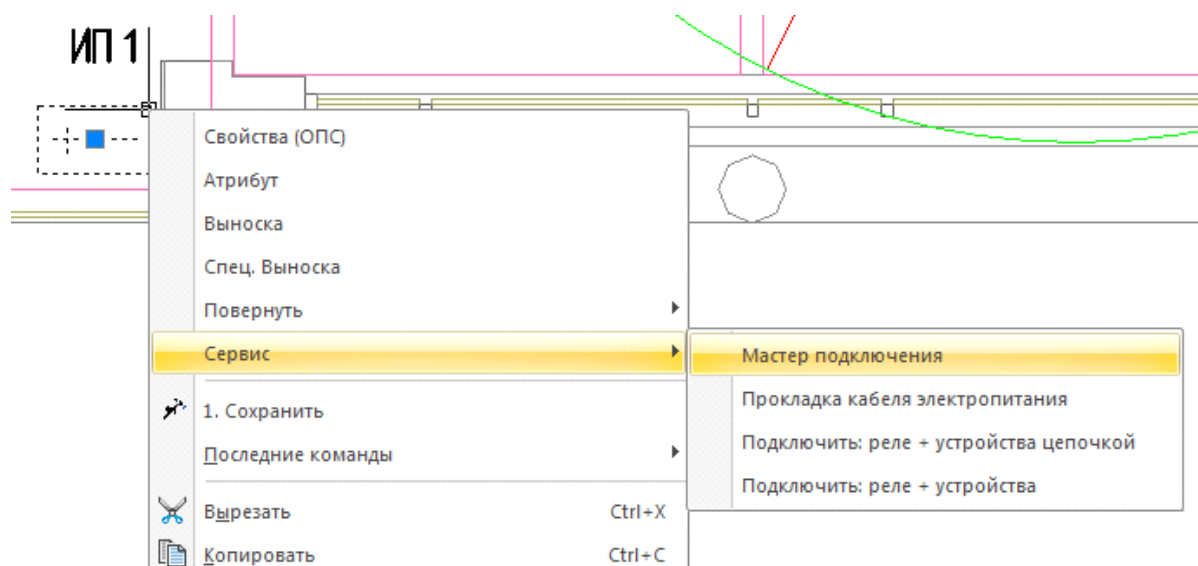 ИП 1
Свойства (ОПС)
Атрибут
Выноска
Спец. Выноска
Повернуть
Сервис
Мастер подключения
Прокладка кабеля электропитания
Подключить: реле + устройства цепочкой
Подключить: реле + устройства
1. Сохранить
Последние команды
Вырезать Ctrl+X
Копировать Ctrl+C